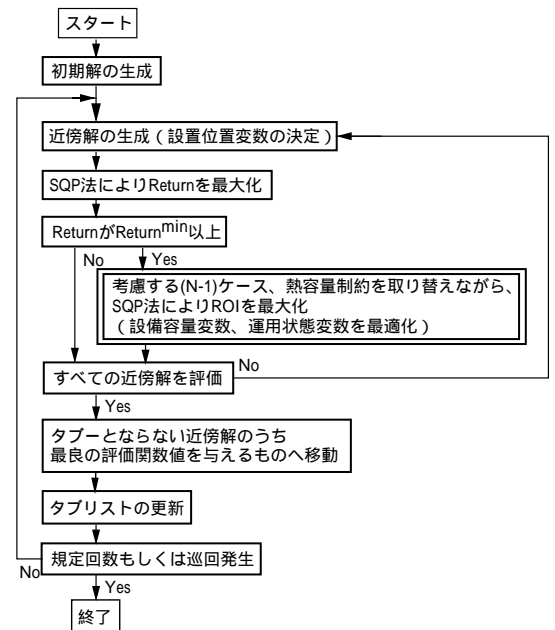 スタート
初期解の生成
近傍解の生成 ( 設置位置変数の決定 )
SQP法によりReturnを最大化
ReturnがReturnmin以上
No
Yes
考慮する(N-1)ケース、熱容量制約を取り替えながら、
SQP法によりROIを最大化
( 設備容量変数、運用状態変数を最適化 )
すべての近傍解を評価
No
Yes
タブーとならない近傍解のうち
最良の評価関数値を与えるものへ移動
タブリストの更新
規定回数もしくは巡回発生
No
Yes
終了